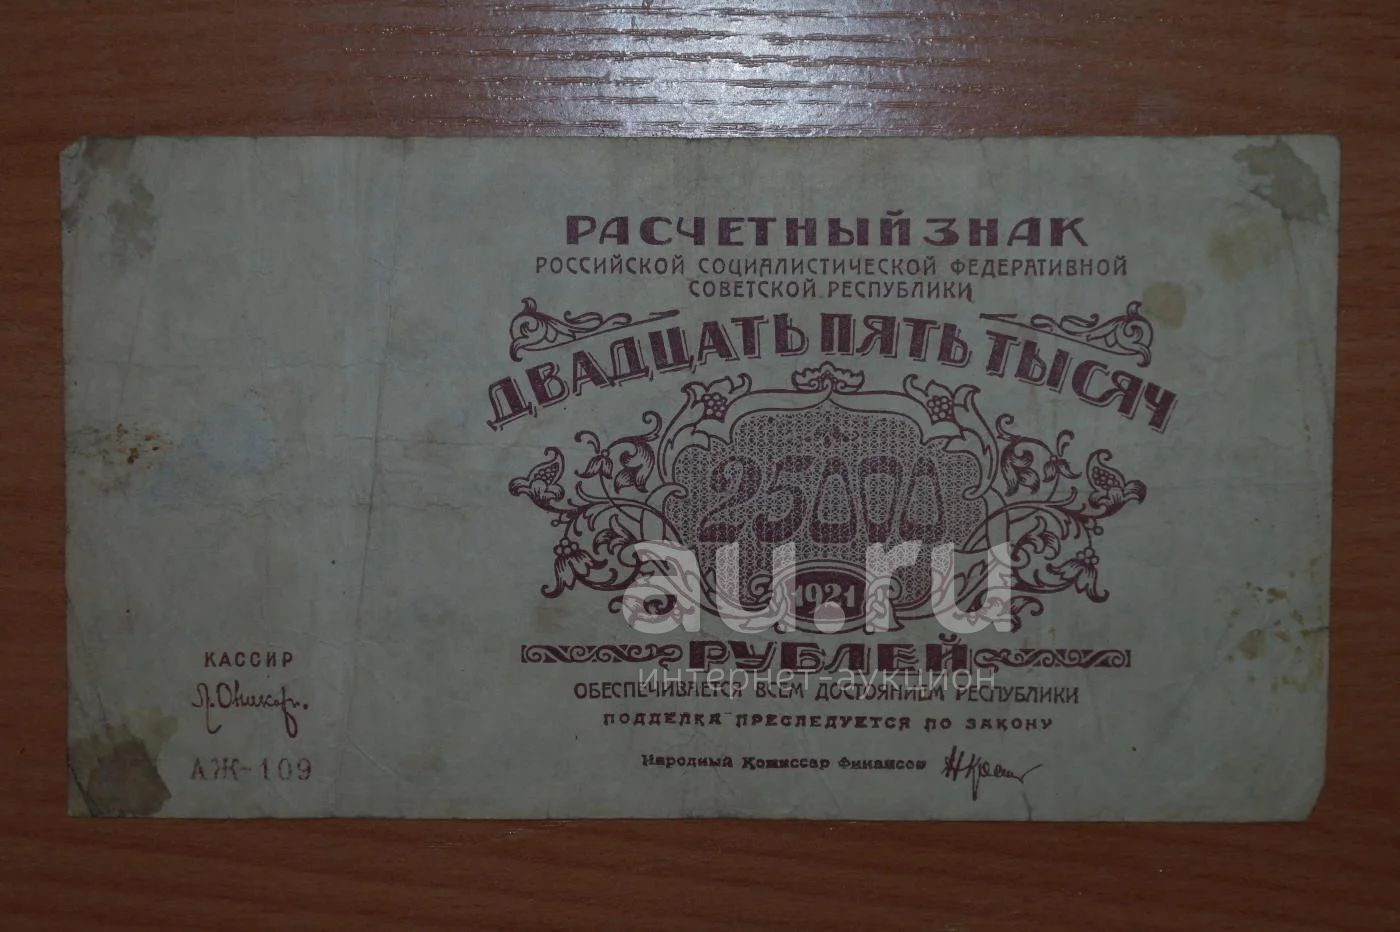 РАСЧЕТНЫЙ ЗНАК
РОССИЙСКОЙ СОЦИАЛИСТИЧЕСКОЙ ФЕДЕРАТИВНОЙ
СОВЕТСКОЙ РЕСПУБЛИКИ
ДВАДЦАТЬ ПЯТЬ ТЫСЯЧ
25000
au.ru
1921
РУБЛЕЙ
интернет-аукцион
ОБЕСПЕЧИВАЕТСЯ ВСЕМ ДОСТОЯНИЕМ РЕСПУБЛИКИ
ПОДДЕЛКА ПРЕСЛЕДУЕТСЯ ПО ЗАКОНУ
Народный Комиссар Финансов
КАССИР
АЖ-109